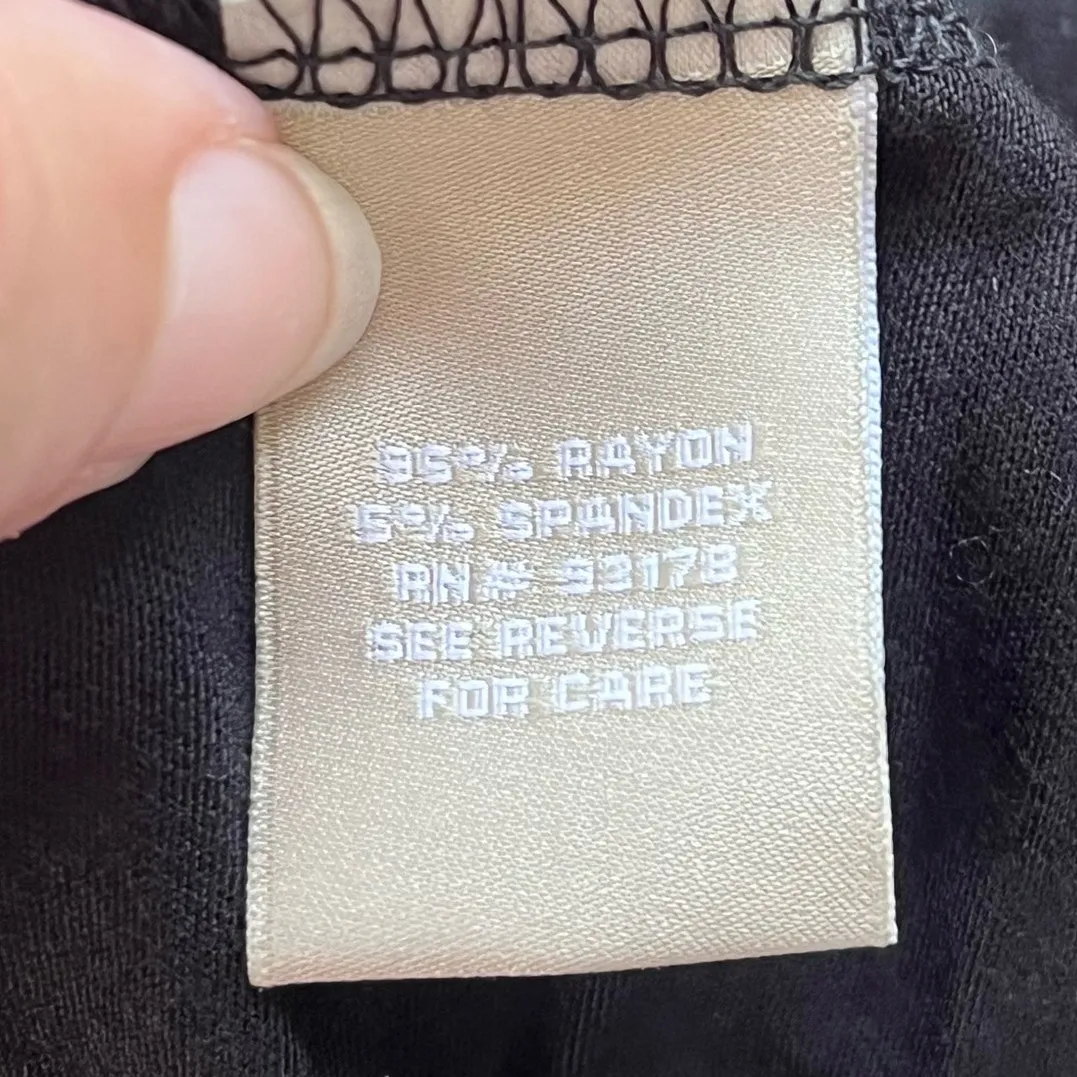 95% RAYON
5% SPANDEX
RN# 93178
SEE REVERSE
FOR CARE